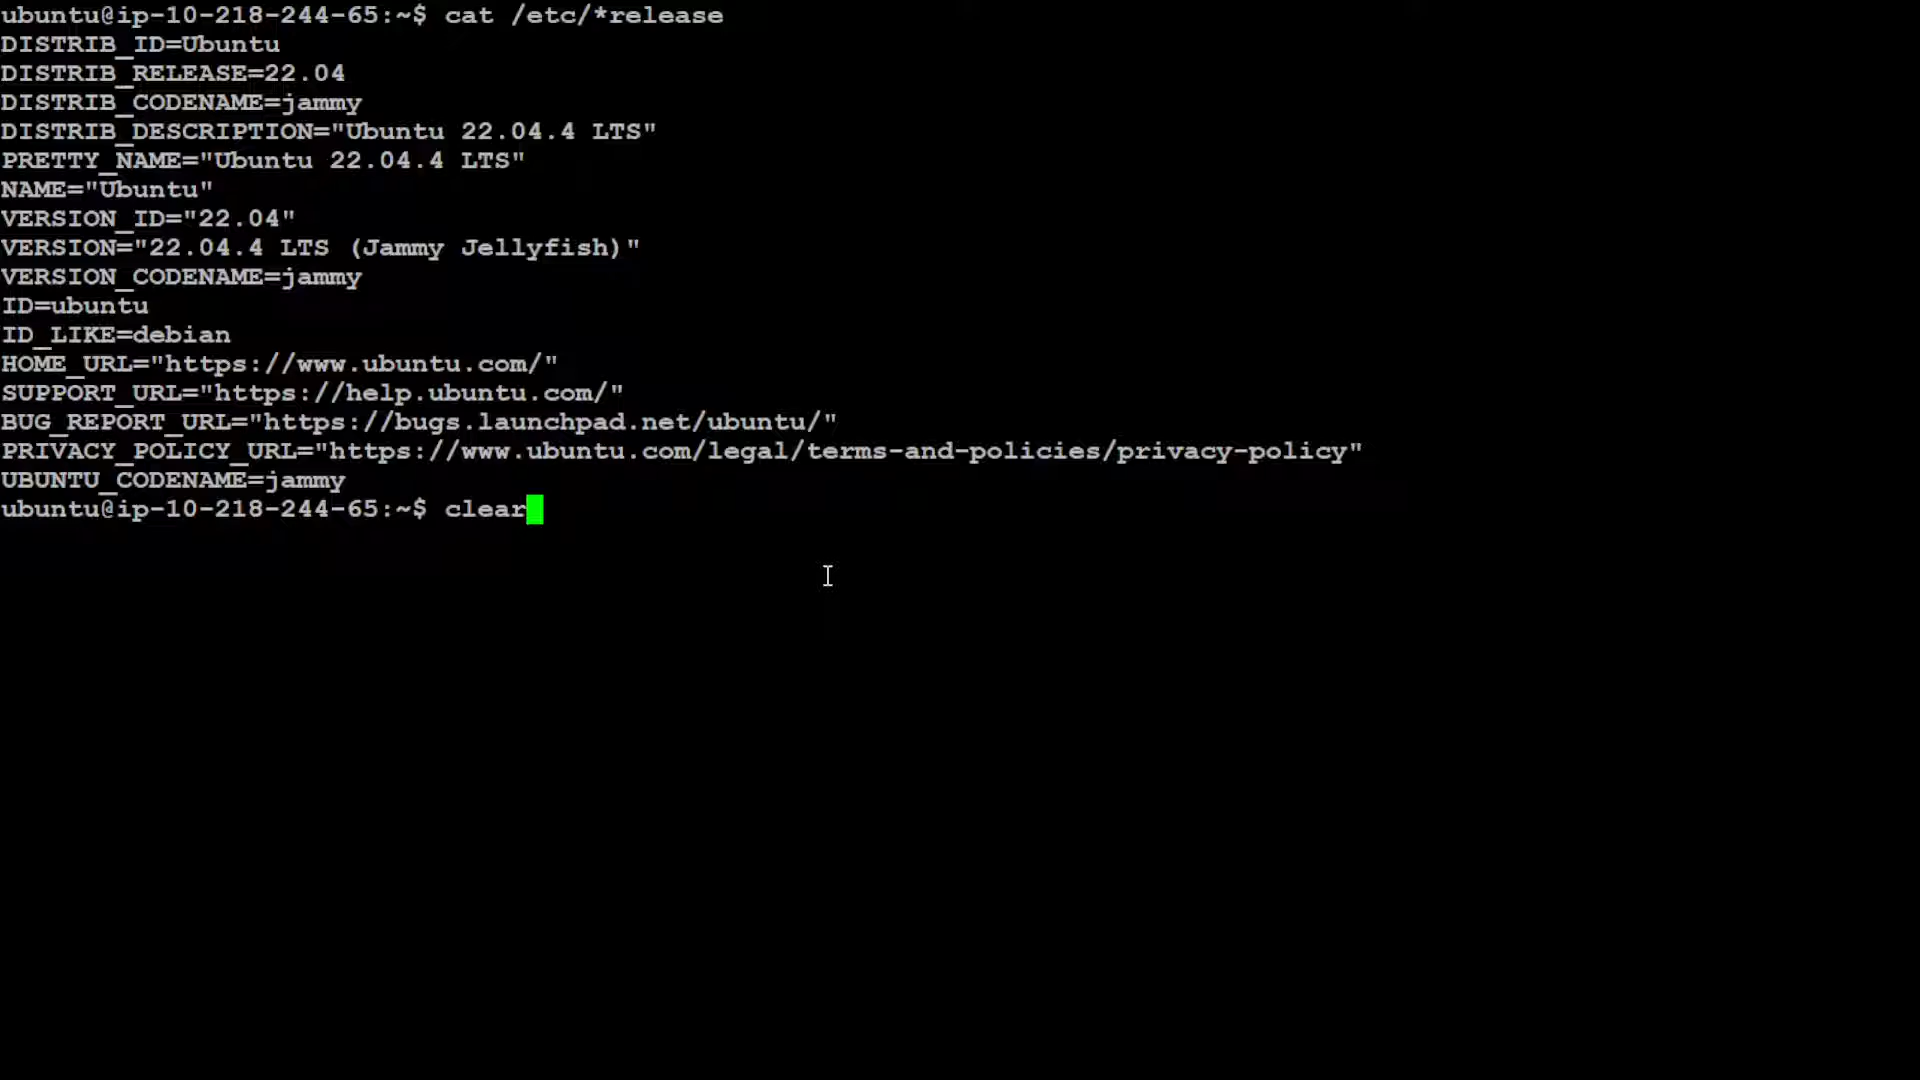 ubuntu@ip-10-218-244-65:~$ cat /etc/*release
DISTRIB_ID=Ubuntu
DISTRIB_RELEASE=22.04
DISTRIB_CODENAME=jammy
DISTRIB_DESCRIPTION="Ubuntu 22.04.4 LTS"
PRETTY_NAME="Ubuntu 22.04.4 LTS"
NAME="Ubuntu"
VERSION_ID="22.04"
VERSION="22.04.4 LTS (Jammy Jellyfish)"
VERSION_CODENAME=jammy
ID=ubuntu
ID_LIKE=debian
HOME_URL="https://www.ubuntu.com/"
SUPPORT_URL="https://help.ubuntu.com/"
BUG_REPORT_URL="https://bugs.launchpad.net/ubuntu/"
PRIVACY_POLICY_URL="https://www.ubuntu.com/legal/terms-and-policies/privacy-policy"
UBUNTU_CODENAME=jammy
ubuntu@ip-10-218-244-65:~$ clear